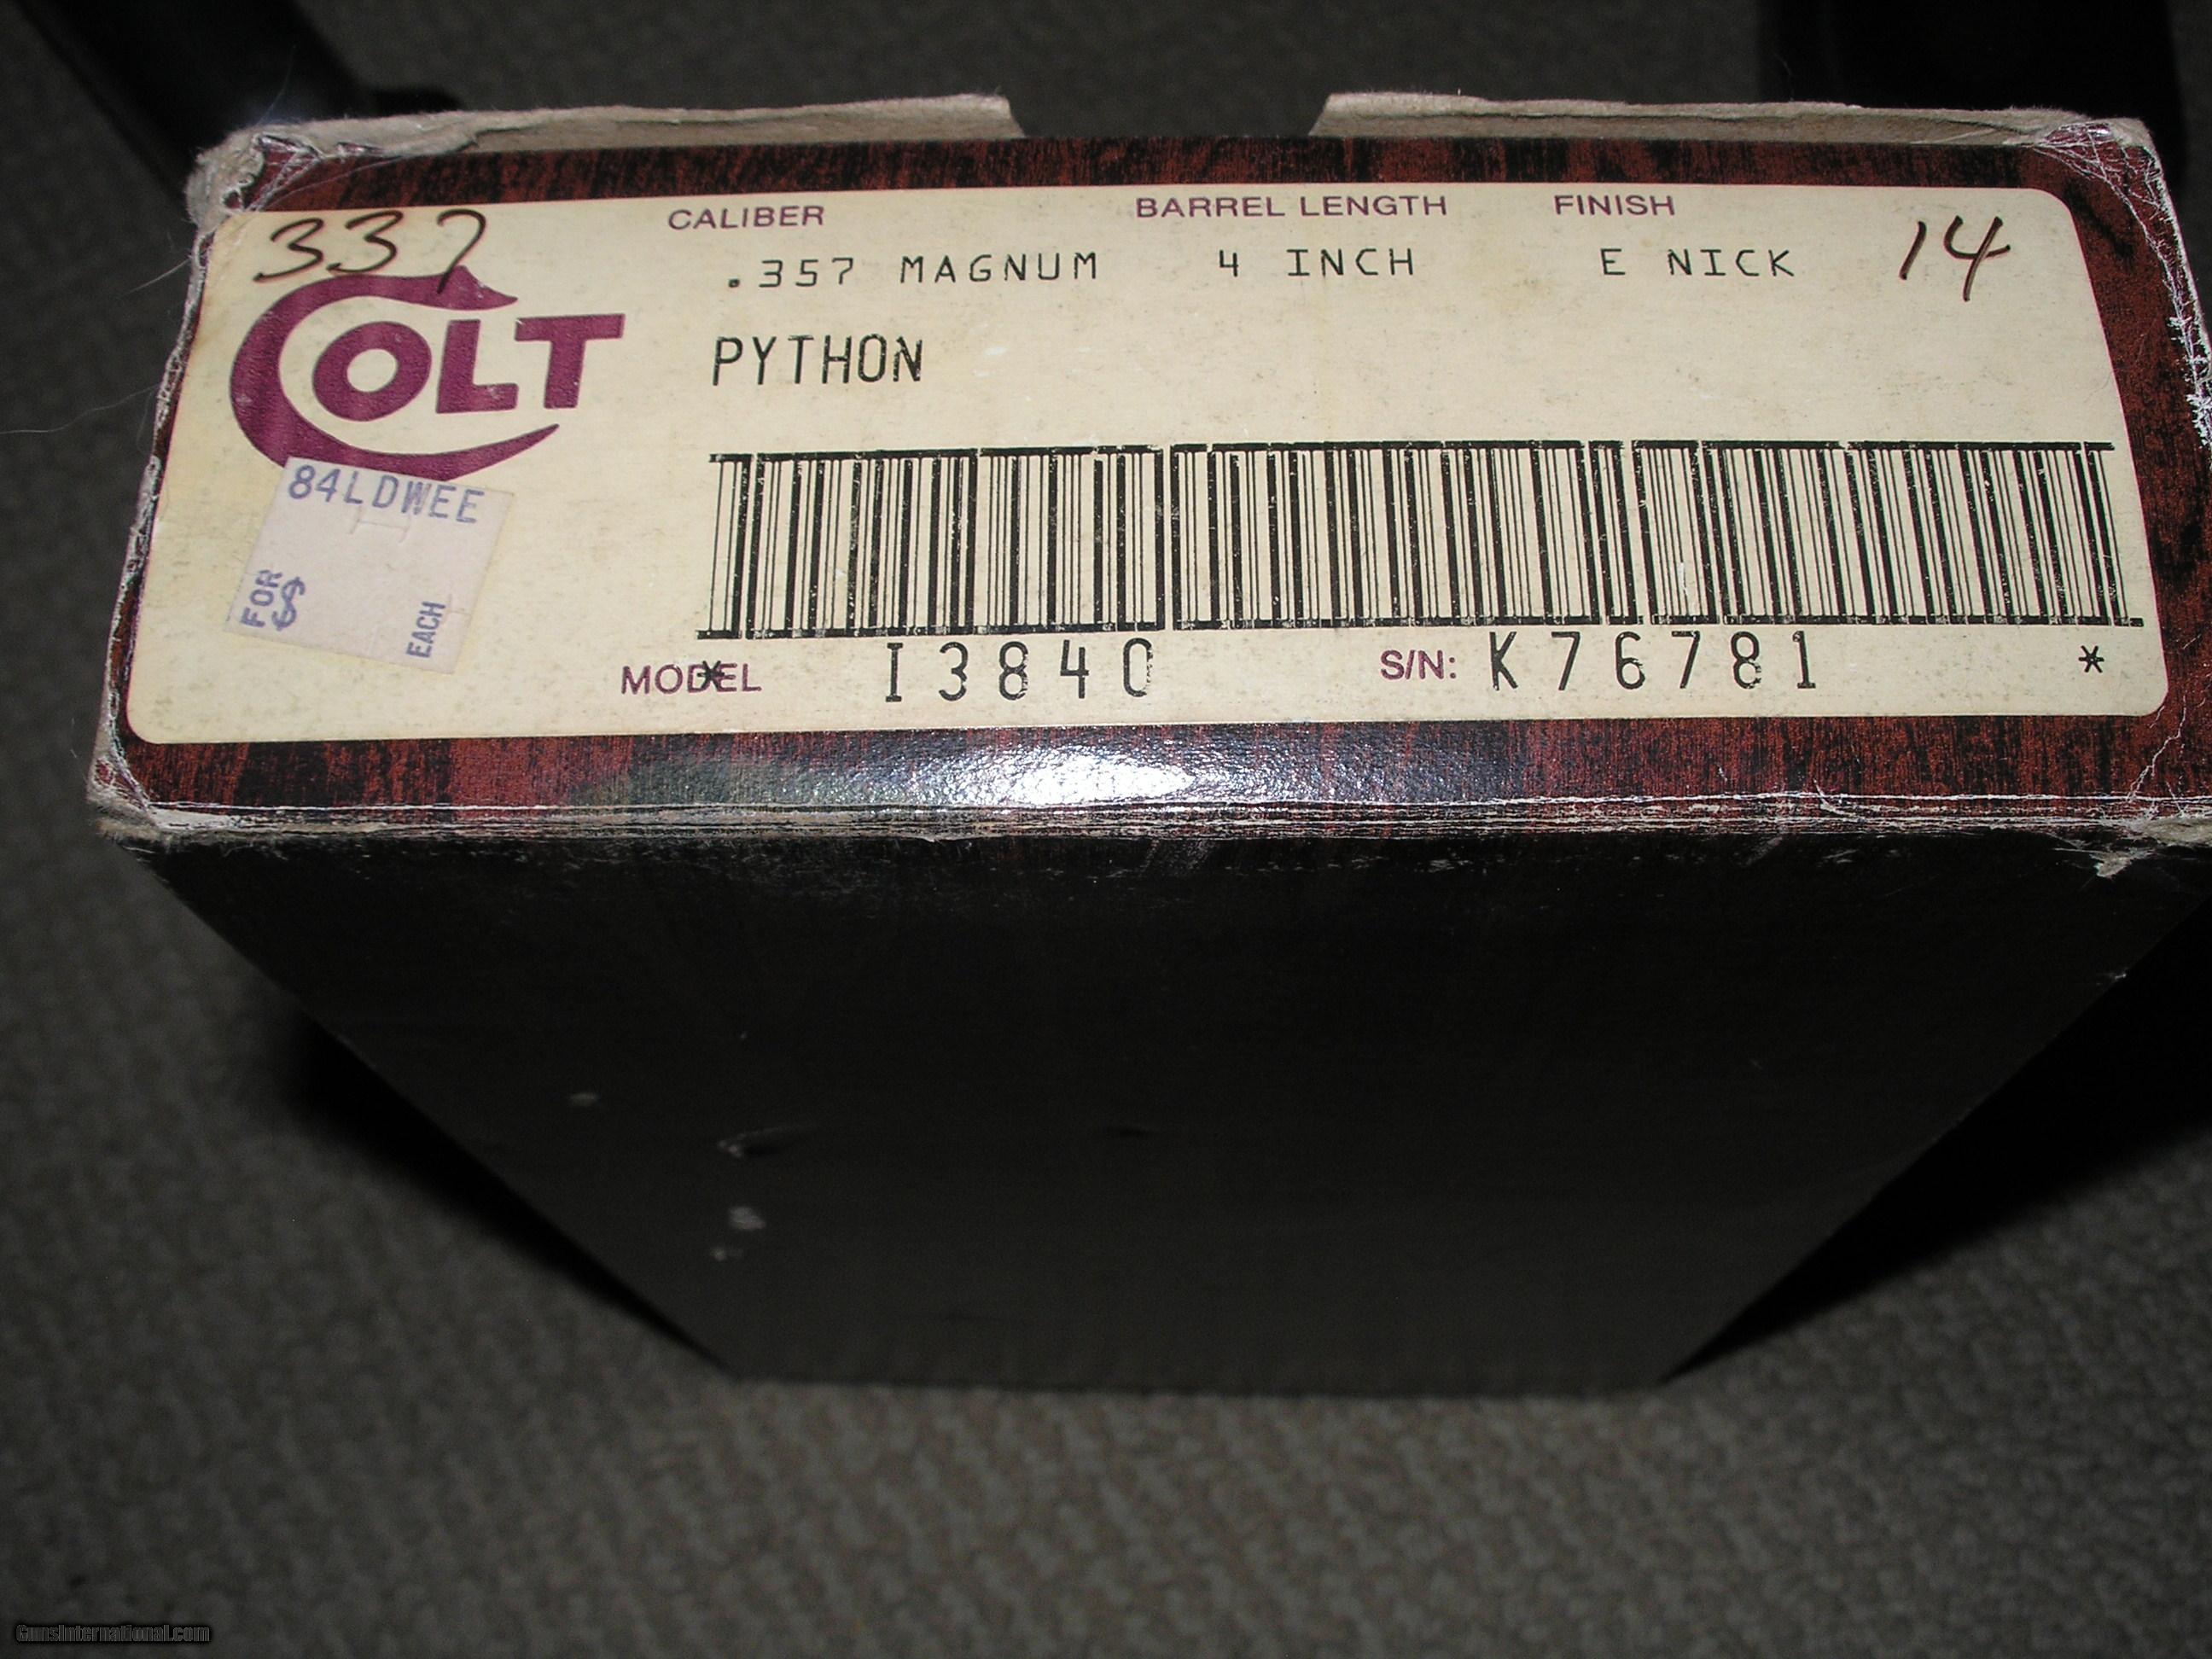 337
CALIBER BARREL LENGTH FINISH
.357 MAGNUM 4 INCH E NICK 14
COLT
PYTHON
84LDWEE
FOR $ EACH
MODEL * I3840 S/N: K76781 *
GunsInternational.com